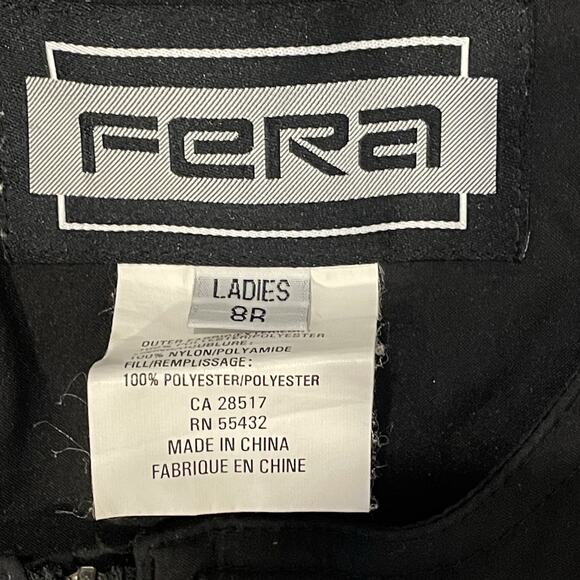 FERA
LADIES
8R
OUTER
100% NYLON/POLYAMIDE
FILL/REMPLISSAGE:
100% POLYESTER/POLYESTER
CA 28517
RN 55432
MADE IN CHINA
FABRIQUE EN CHINE